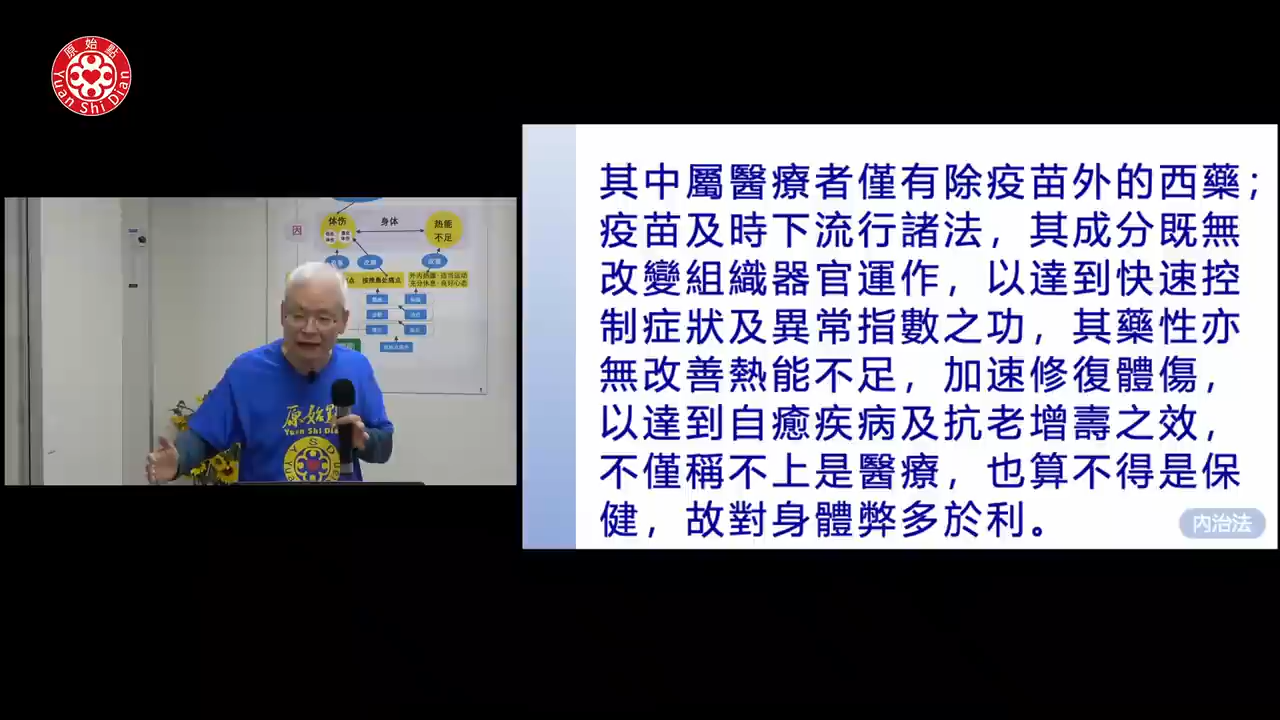 原始點
Yuan Shi Dian
因
体伤
身体
热能
不足
原始点
Yuan Shi Dian
其中屬醫療者僅有除疫苗外的西藥；
疫苗及時下流行諸法，其成分既無
改變組織器官運作，以達到快速控
制症狀及異常指數之功，其藥性亦
無改善熱能不足，加速修復體傷，
以達到自癒疾病及抗老增壽之效，
不僅稱不上是醫療，也算不得是保
健，故對身體弊多於利。
內治法